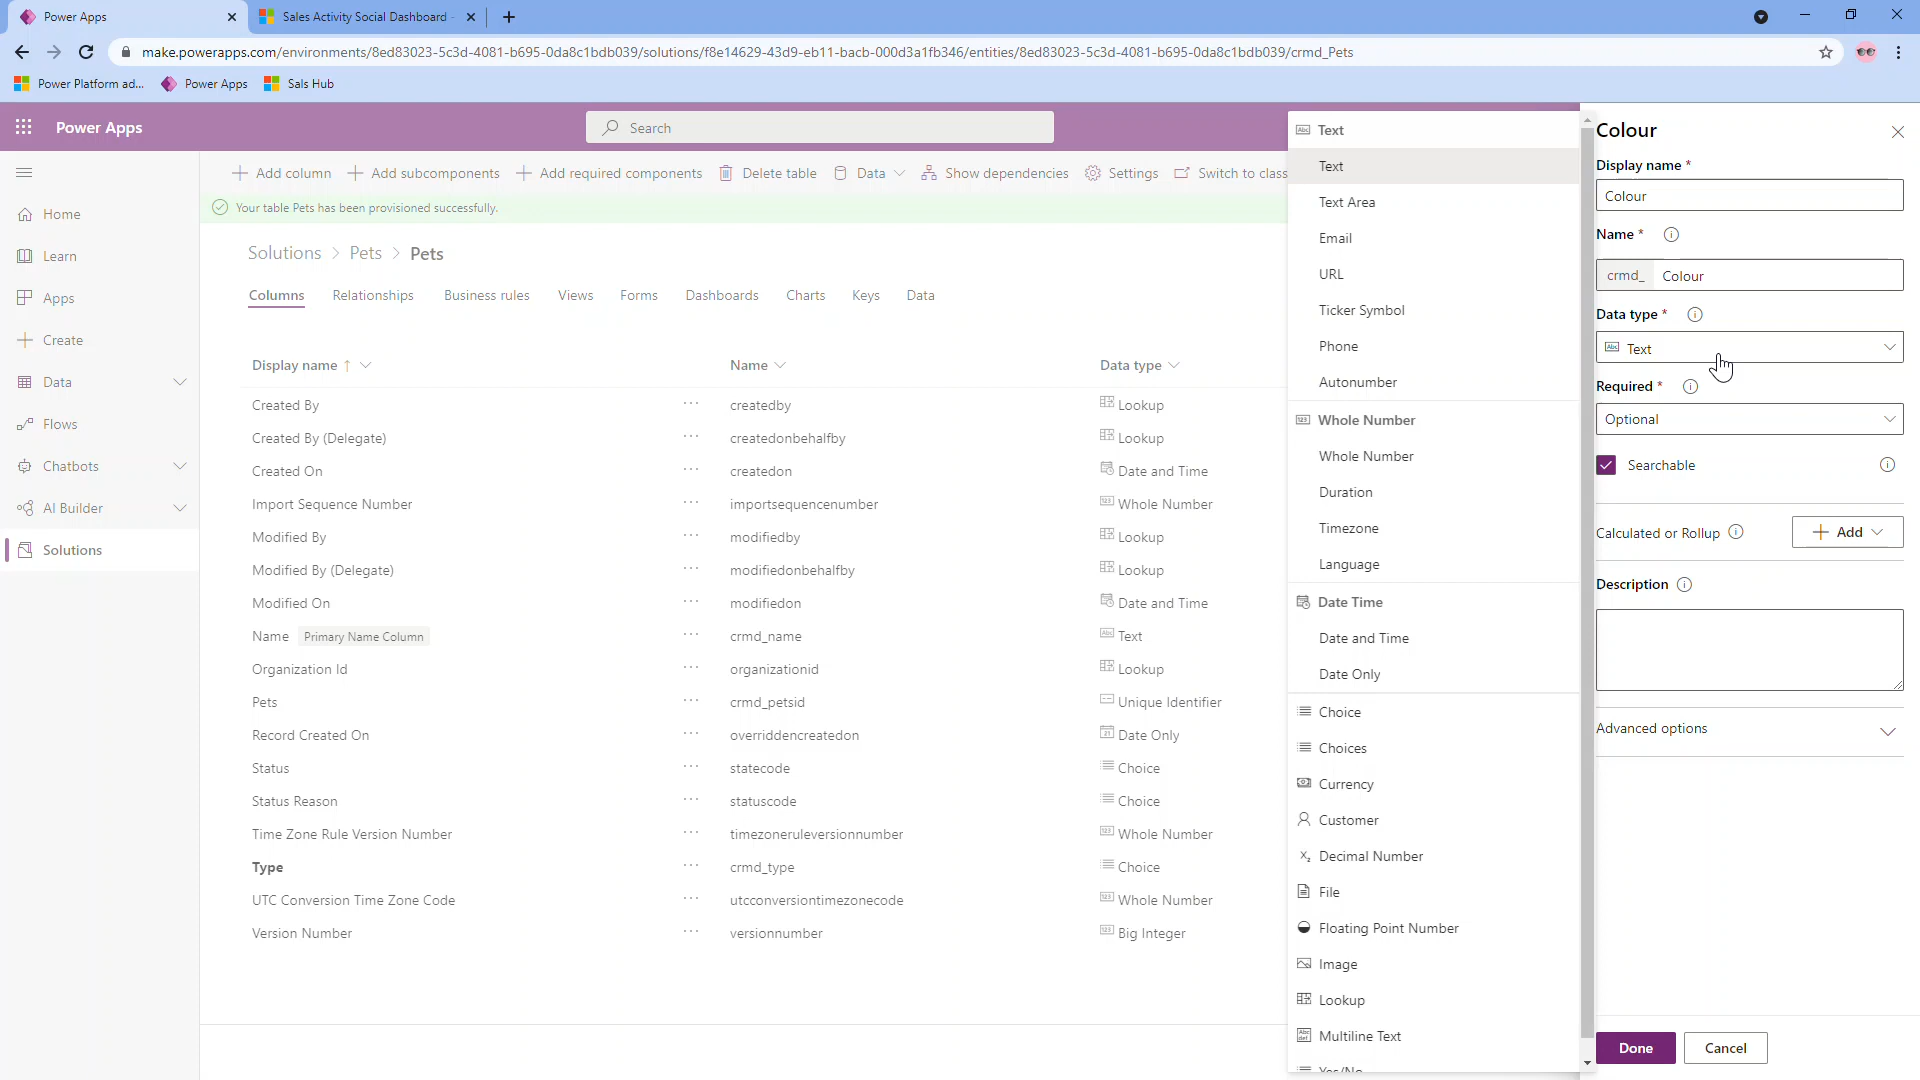 Power Apps
Sales Activity Social Dashboard -
make.powerapps.com/environments/8ed83023-5c3d-4081-b695-0da8c1bdb039/solutions/f8e14629-43d9-eb11-bacb-000d3a1fb346/entities/8ed83023-5c3d-4081-b695-0da8c1bdb039/crmd_Pets
Power Platform ad...
Power Apps
Sals Hub
Power Apps
Search
Home
Learn
Apps
Create
Data
Flows
Chatbots
AI Builder
Solutions
Add column
Add subcomponents
Add required components
Delete table
Data
Show dependencies
Settings
Switch to class
Your table Pets has been provisioned successfully.
Solutions > Pets > Pets
Columns
Relationships
Business rules
Views
Forms
Dashboards
Charts
Keys
Data
Display name ↑
Name
Data type
Created By ... createdby Lookup
Created By (Delegate) ... createdonbehalfby Lookup
Created On ... createdon Date and Time
Import Sequence Number ... importsequencenumber Whole Number
Modified By ... modifiedby Lookup
Modified By (Delegate) ... modifiedonbehalfby Lookup
Modified On ... modifiedon Date and Time
Name Primary Name Column ... crmd_name Text
Organization Id ... organizationid Lookup
Pets ... crmd_petsid Unique Identifier
Record Created On ... overriddencreatedon Date Only
Status ... statecode Choice
Status Reason ... statuscode Choice
Time Zone Rule Version Number ... timezoneruleversionnumber Whole Number
Type ... crmd_type Choice
UTC Conversion Time Zone Code ... utcconversiontimezonecode Whole Number
Version Number ... versionnumber Big Integer
Text
Text
Text Area
Email
URL
Ticker Symbol
Phone
Autonumber
Whole Number
Whole Number
Duration
Timezone
Language
Date Time
Date and Time
Date Only
Choice
Choices
Currency
Customer
Decimal Number
File
Floating Point Number
Image
Lookup
Multiline Text
Yes/No
Colour
Display name *
Colour
Name *
crmd_ Colour
Data type *
Text
Required *
Optional
Searchable
Calculated or Rollup
Add
Description
Advanced options
Done
Cancel